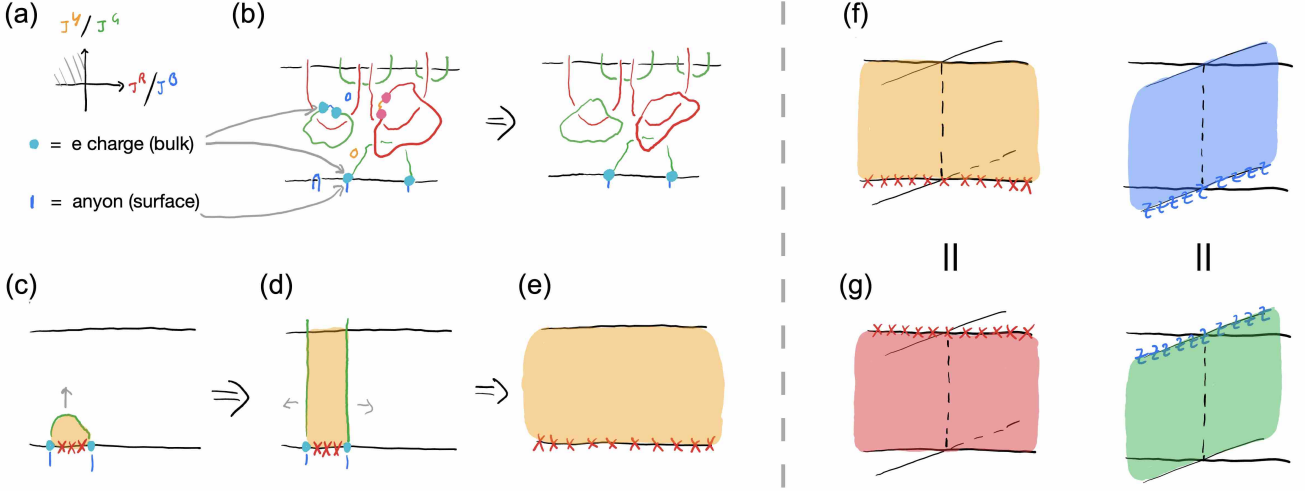 (a)
J^Y/J^G
J^R/J^B
= e charge (bulk)
= anyon (surface)
(b)
(c)
(d)
(e)
(f)
(g)